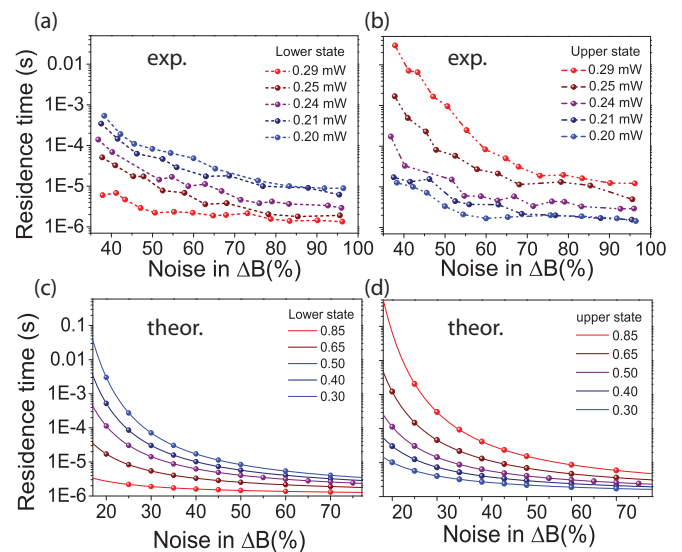 (a)
exp.
Lower state
0.29 mW
0.25 mW
0.24 mW
0.21 mW
0.20 mW
Residence time (s)
0.01
1E-3
1E-4
1E-5
1E-6
40 50 60 70 80 90 100
Noise in ΔB(%)
(b)
exp.
Upper state
0.29 mW
0.25 mW
0.24 mW
0.21 mW
0.20 mW
40 50 60 70 80 90 100
Noise in ΔB(%)
(c)
theor.
Lower state
0.85
0.65
0.50
0.40
0.30
Residence time (s)
0.1
0.01
1E-3
1E-4
1E-5
1E-6
20 30 40 50 60 70
Noise in ΔB(%)
(d)
theor.
upper state
0.85
0.65
0.50
0.40
0.30
20 30 40 50 60 70
Noise in ΔB(%)